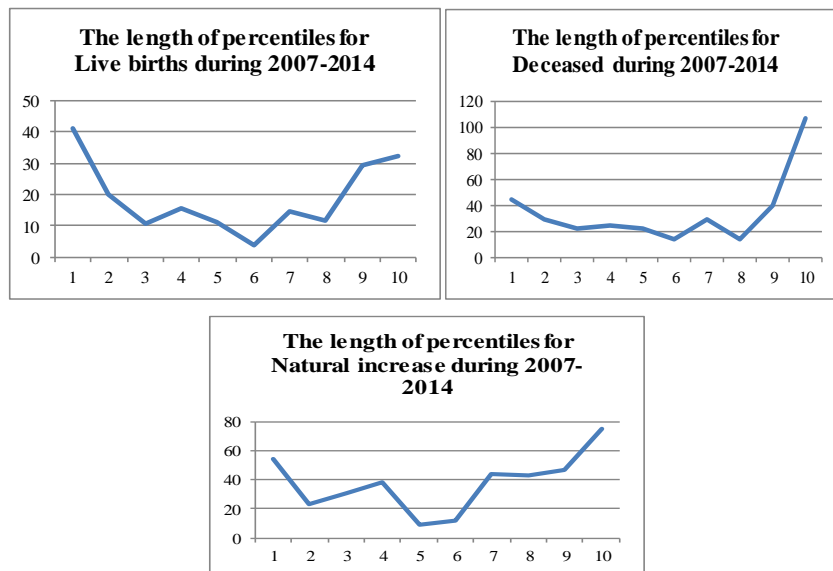 The length of percentiles for
Live births during 2007-2014
50
40
30
20
10
0
1 2 3 4 5 6 7 8 9 10
The length of percentiles for
Deceased during 2007-2014
120
100
80
60
40
20
0
1 2 3 4 5 6 7 8 9 10
The length of percentiles for
Natural increase during 2007-
2014
80
60
40
20
0
1 2 3 4 5 6 7 8 9 10